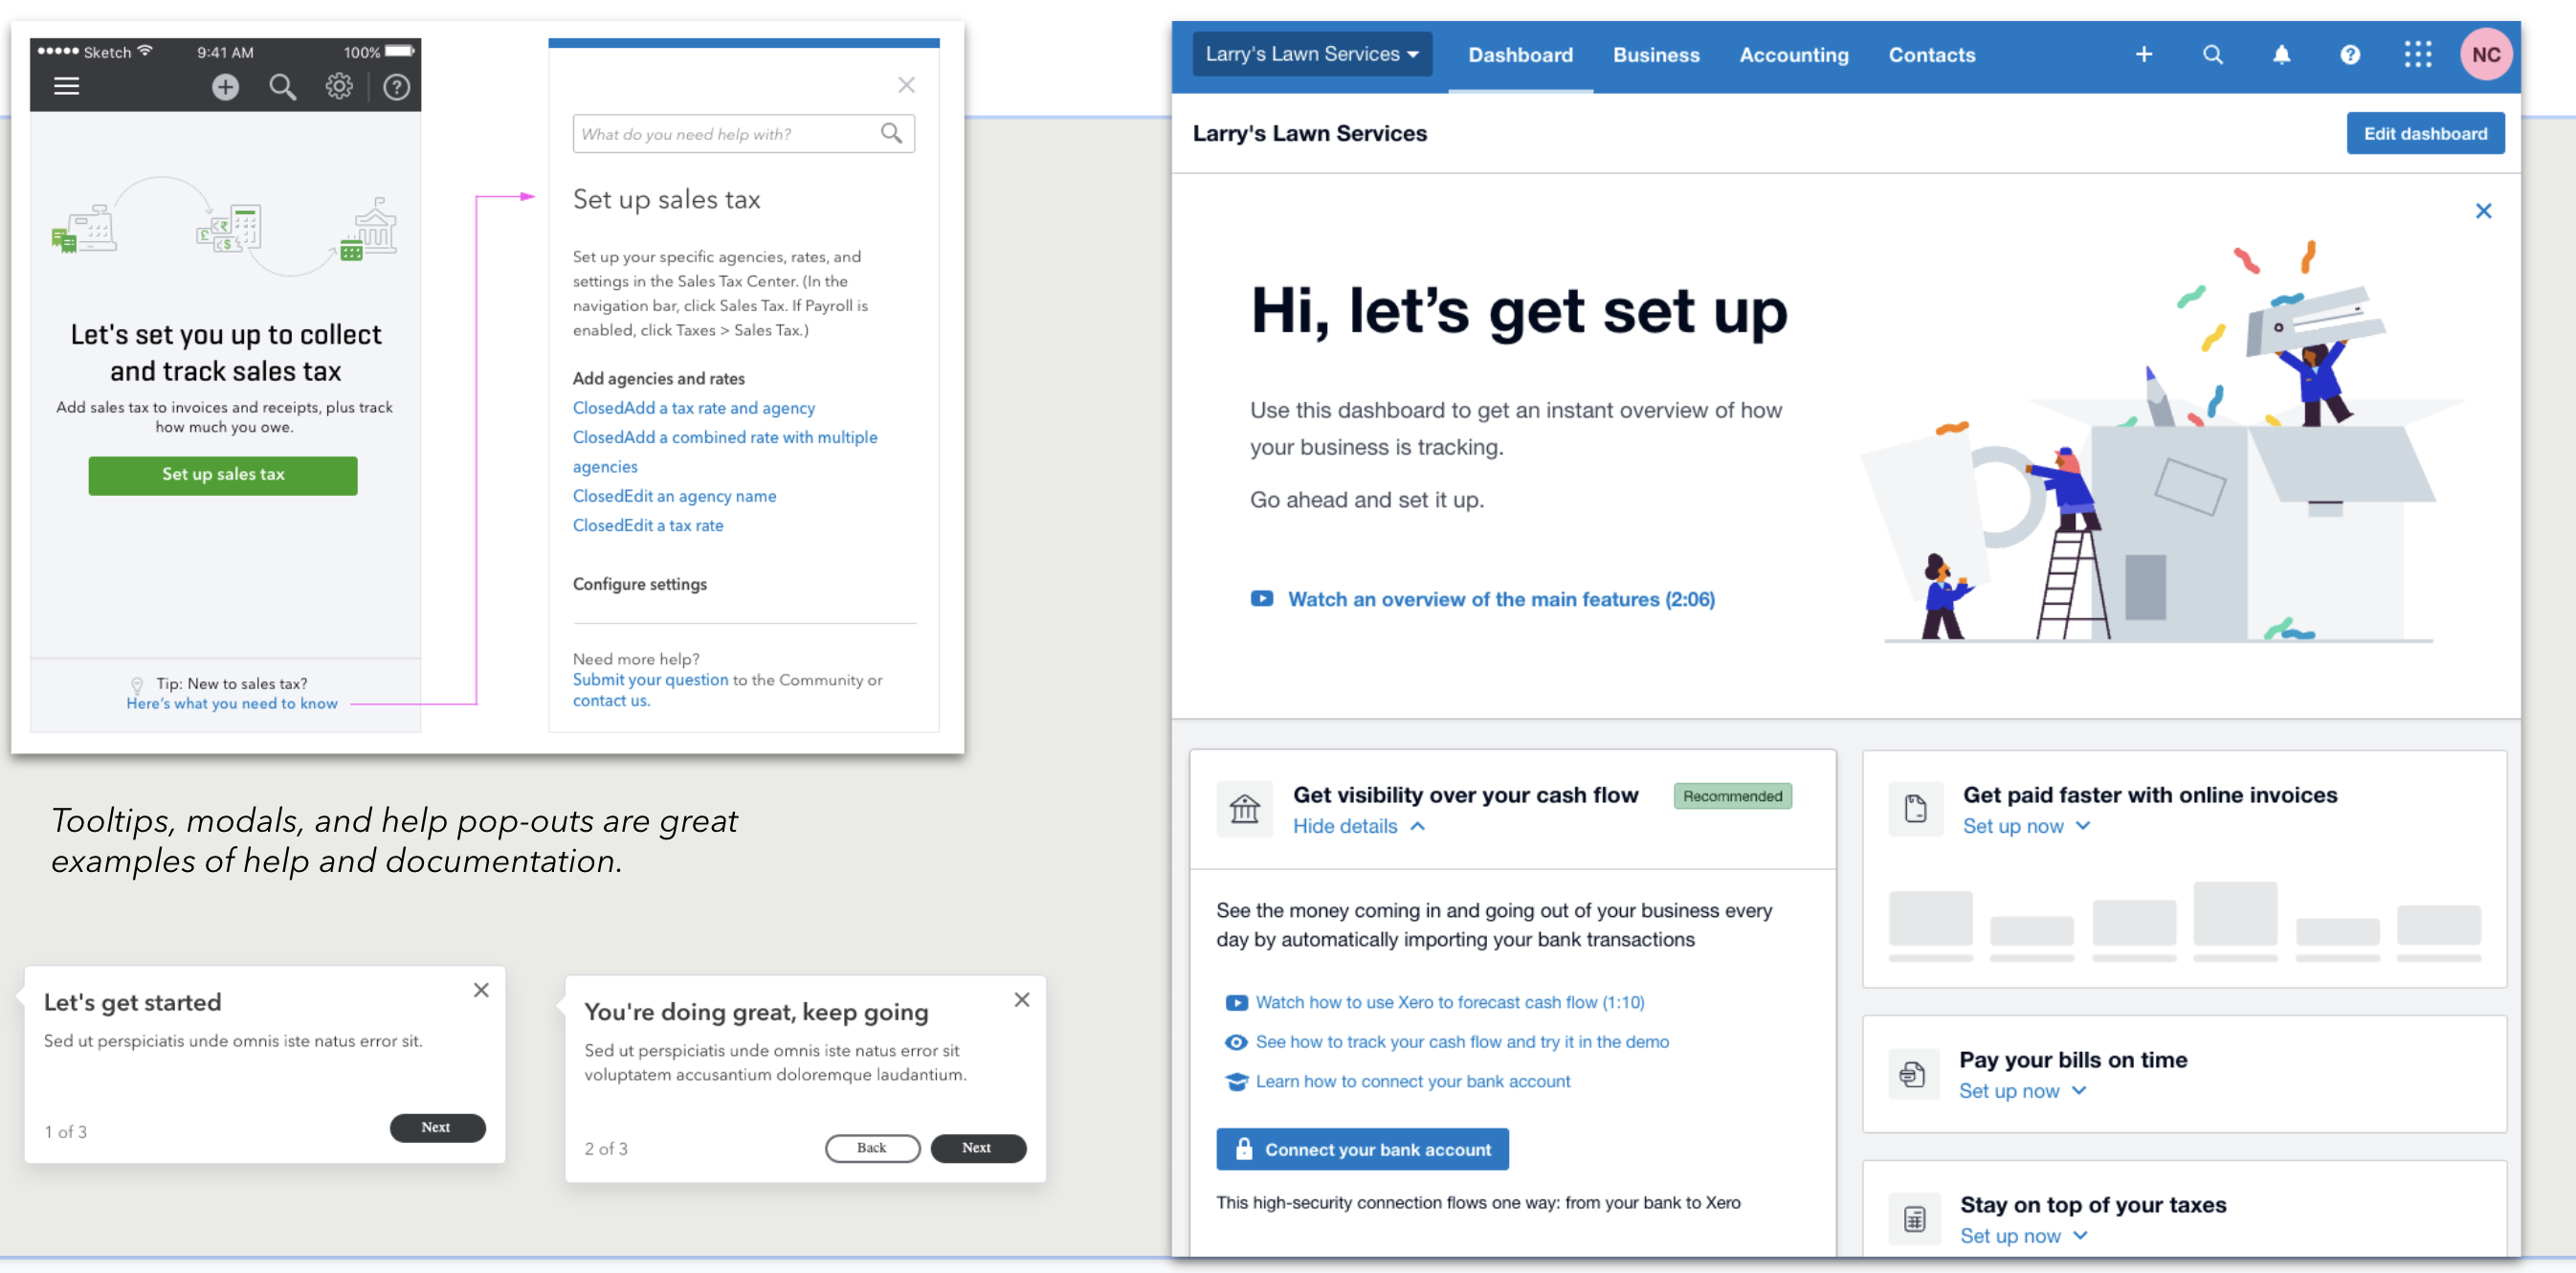 Sketch 9:41 AM 100%
Let's set you up to collect
and track sales tax
Add sales tax to invoices and receipts, plus track
how much you owe.
Set up sales tax
Tip: New to sales tax?
Here's what you need to know
What do you need help with?
Set up sales tax
Set up your specific agencies, rates, and
settings in the Sales Tax Center. (In the
navigation bar, click Sales Tax. If Payroll is
enabled, click Taxes > Sales Tax.)
Add agencies and rates
ClosedAdd a tax rate and agency
ClosedAdd a combined rate with multiple
agencies
ClosedEdit an agency name
ClosedEdit a tax rate
Configure settings
Need more help?
Submit your question to the Community or
contact us.
Tooltips, modals, and help pop-outs are great
examples of help and documentation.
Let's get started
Sed ut perspiciatis unde omnis iste natus error sit.
1 of 3
Next
You're doing great, keep going
Sed ut perspiciatis unde omnis iste natus error sit
voluptatem accusantium doloremque laudantium.
2 of 3
Back
Next
Larry's Lawn Services Dashboard Business Accounting Contacts NC
Larry's Lawn Services
Edit dashboard
Hi, let’s get set up
Use this dashboard to get an instant overview of how
your business is tracking.
Go ahead and set it up.
Watch an overview of the main features (2:06)
Get visibility over your cash flow
Recommended
Hide details
See the money coming in and going out of your business every
day by automatically importing your bank transactions
Watch how to use Xero to forecast cash flow (1:10)
See how to track your cash flow and try it in the demo
Learn how to connect your bank account
Connect your bank account
This high-security connection flows one way: from your bank to Xero
Get paid faster with online invoices
Set up now
Pay your bills on time
Set up now
Stay on top of your taxes
Set up now